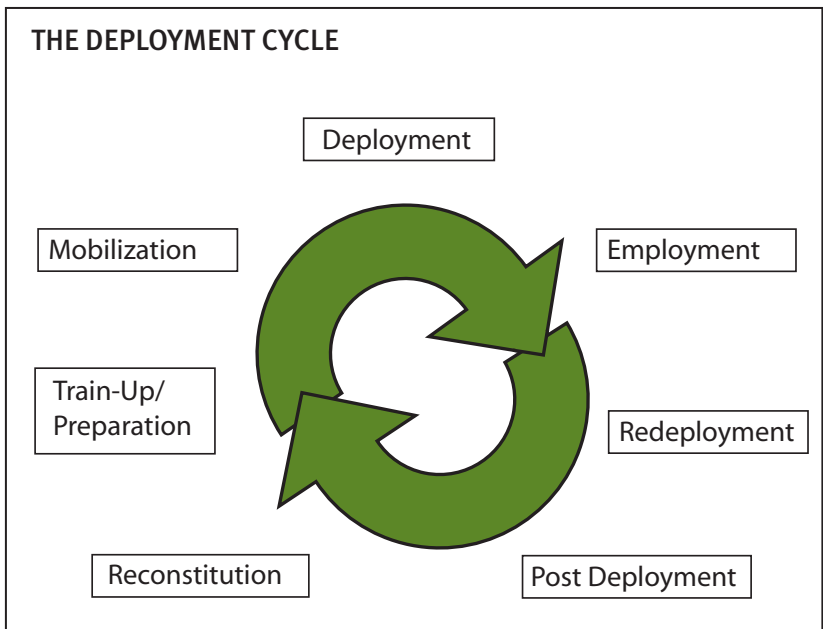 THE DEPLOYMENT CYCLE
Deployment
Mobilization
Employment
Train-Up/
Preparation
Redeployment
Reconstitution
Post Deployment